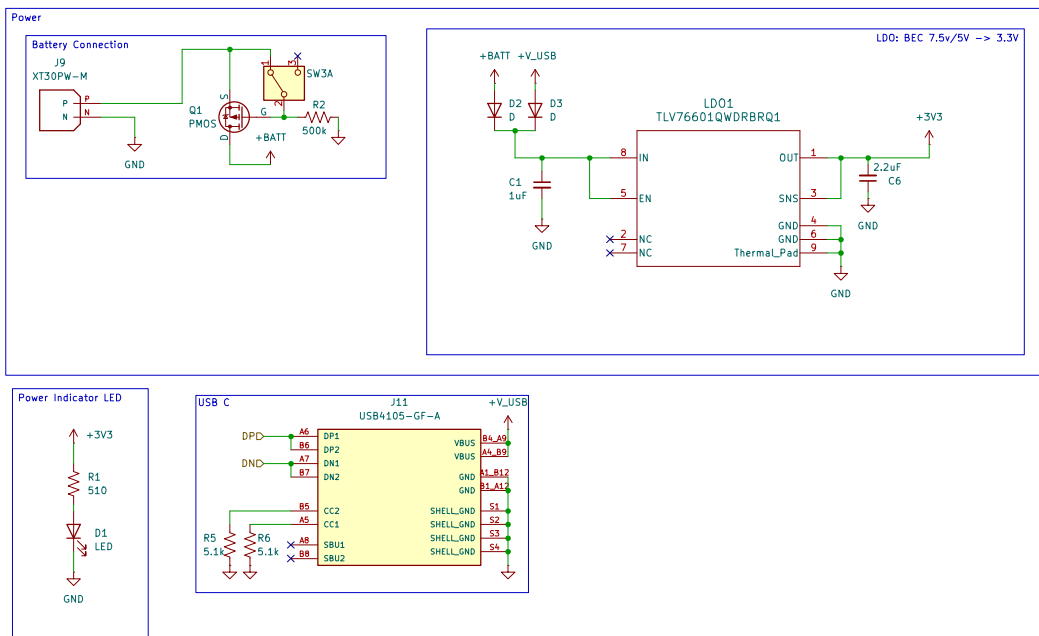 Power
Battery Connection
J9
XT30PW-M
P
P
N
N
GND
Q1
PMOS
S
G
D
1
3
2
SW3A
R2
500k
+BATT
LDO: BEC 7.5v/5V -> 3.3V
+BATT
+V_USB
D2
D
D3
D
C1
1uF
GND
LDO1
TLV76601QWDRBRQ1
8
IN
5
EN
2
NC
7
NC
OUT
1
SNS
3
GND
4
GND
6
Thermal_Pad
9
GND
2.2uF
C6
GND
+3V3
Power Indicator LED
+3V3
R1
510
D1
LED
GND
USB C
J11
USB4105-GF-A
+V_USB
DP
A6
DP1
B6
DP2
DN
A7
DN1
B7
DN2
B5
CC2
A5
CC1
A8
SBU1
B8
SBU2
R5
5.1k
R6
5.1k
VBUS
B4_A9
VBUS
A4_B9
GND
A1_B12
GND
B1_A12
SHELL_GND
S1
SHELL_GND
S2
SHELL_GND
S3
SHELL_GND
S4